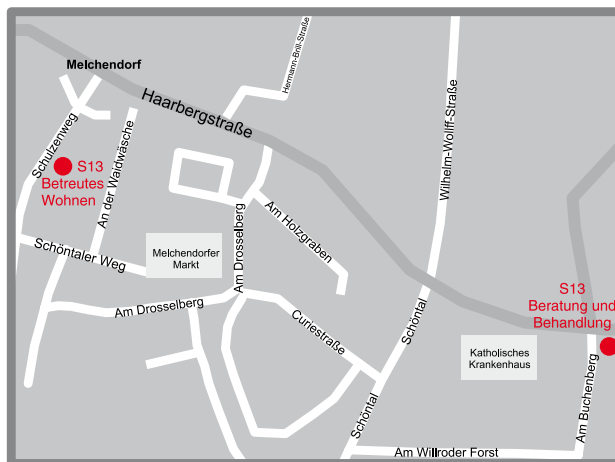 Melchendorf
Hermann-Brill-Straße
Haarbergstraße
Wilhelm-Wolff-Straße
Schulzenweg
An der Waidwäsche
S13
Betreutes
Wohnen
Am Drosselberg
Am Holzgraben
Schöntaler Weg
Melchendorfer
Markt
Am Drosselberg
Curiestraße
Schöntal
Schöntal
S13
Beratung und
Behandlung
Katholisches
Krankenhaus
Am Buchenberg
Am Willroder Forst